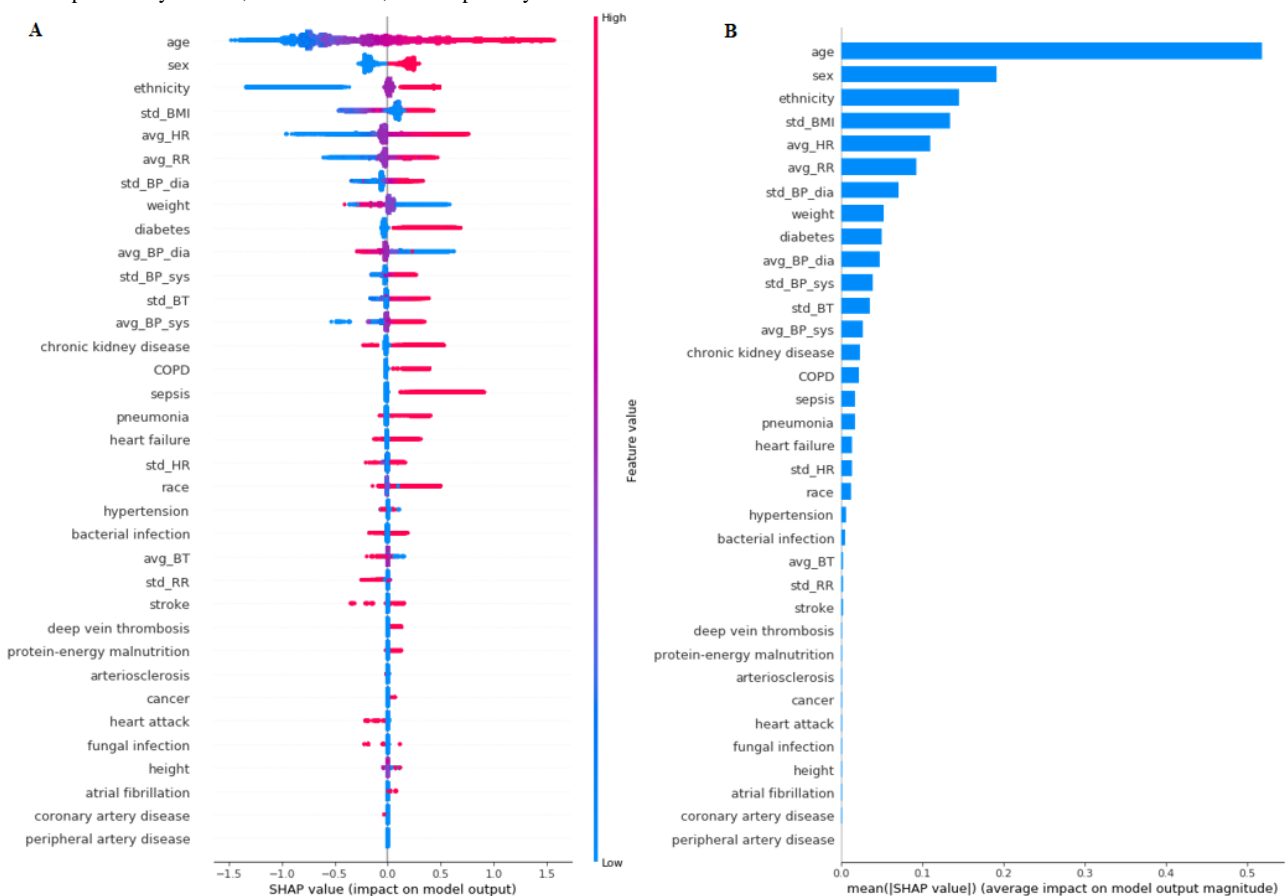 A
High
age
sex
ethnicity
std_BMI
avg_HR
avg_RR
std_BP_dia
weight
diabetes
avg_BP_dia
std_BP_sys
std_BT
avg_BP_sys
chronic kidney disease
COPD
sepsis
pneumonia
heart failure
std_HR
race
hypertension
bacterial infection
avg_BT
std_RR
stroke
deep vein thrombosis
protein-energy malnutrition
arteriosclerosis
cancer
heart attack
fungal infection
height
atrial fibrillation
coronary artery disease
peripheral artery disease
−1.5 −1.0 −0.5 0.0 0.5 1.0 1.5
SHAP value (impact on model output)
Feature value
Low
B
age
sex
ethnicity
std_BMI
avg_HR
avg_RR
std_BP_dia
weight
diabetes
avg_BP_dia
std_BP_sys
std_BT
avg_BP_sys
chronic kidney disease
COPD
sepsis
pneumonia
heart failure
std_HR
race
hypertension
bacterial infection
avg_BT
std_RR
stroke
deep vein thrombosis
protein-energy malnutrition
arteriosclerosis
cancer
heart attack
fungal infection
height
atrial fibrillation
coronary artery disease
peripheral artery disease
0.0 0.1 0.2 0.3 0.4 0.5
mean(|SHAP value|) (average impact on model output magnitude)